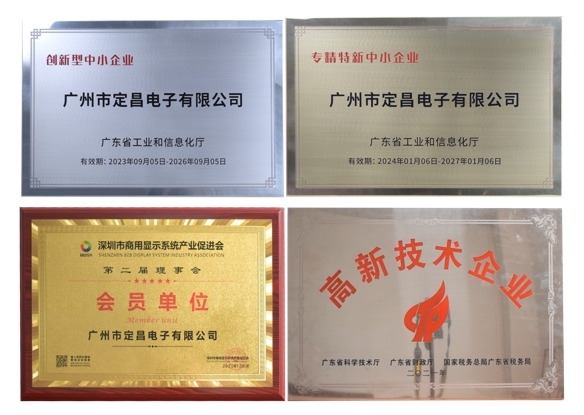 创新型中小企业
广州市定昌电子有限公司
广东省工业和信息化厅
有效期：2023年09月05日-2026年09月05日
专精特新中小企业
广州市定昌电子有限公司
广东省工业和信息化厅
有效期：2024年01月06日-2027年01月06日
深圳市商用显示系统产业促进会
SHENZHEN B2B DISPLAY SYSTEM INDUSTRY ASSOCIATION
第二届理事会
会员单位
Member unit
广州市定昌电子有限公司
高新技术企业
广东省科学技术厅 广东省财政厅 国家税务总局广东省税务局
二〇二一年